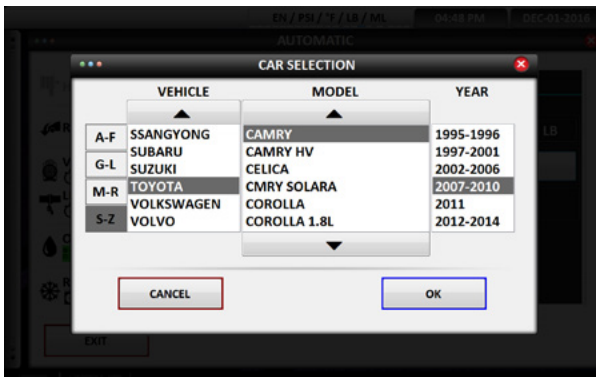 EN / PSI / °F / LB / ML
04:48 PM
DEC-01-2016
AUTOMATIC
CAR SELECTION
VEHICLE
MODEL
YEAR
A-F
G-L
M-R
S-Z
SSANGYONG
SUBARU
SUZUKI
TOYOTA
VOLKSWAGEN
VOLVO
CAMRY
CAMRY HV
CELICA
CMRY SOLARA
COROLLA
COROLLA 1.8L
1995-1996
1997-2001
2002-2006
2007-2010
2011
2012-2014
LB
CANCEL
OK
EXIT